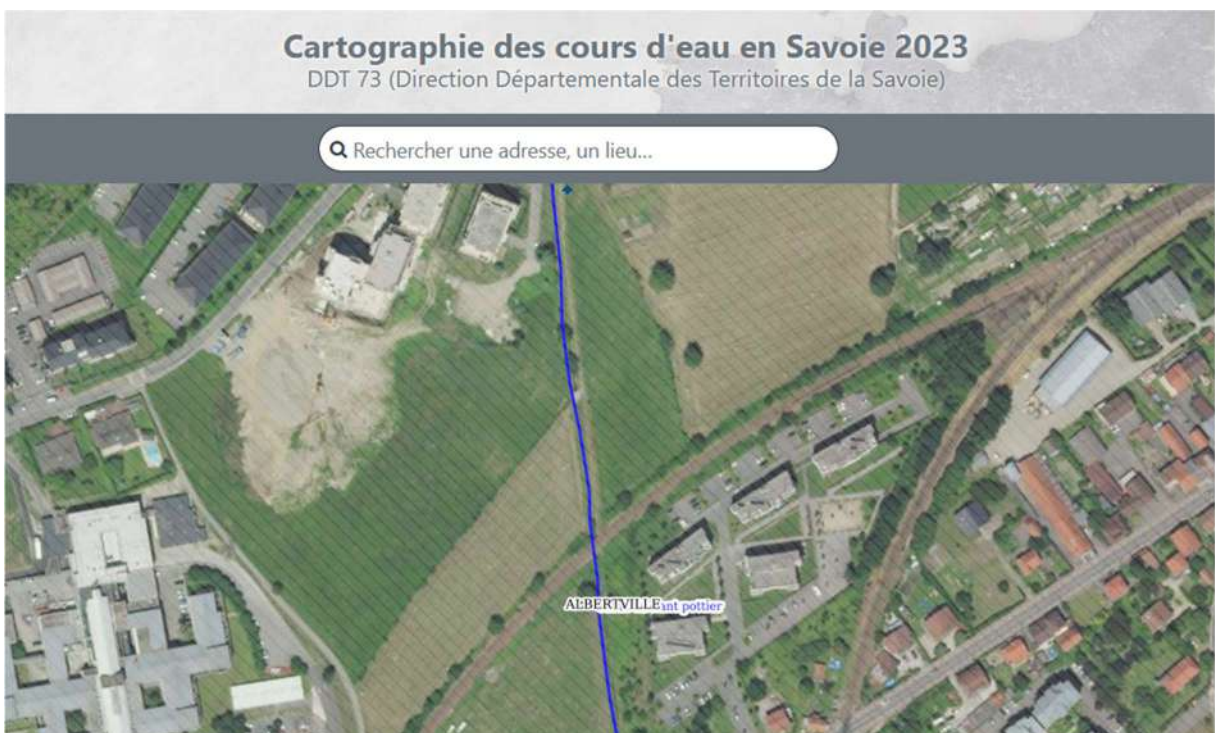 Cartographie des cours d'eau en Savoie 2023
DDT 73 (Direction Départementale des Territoires de la Savoie)
Rechercher une adresse, un lieu...
ALBERTVILLE pottier